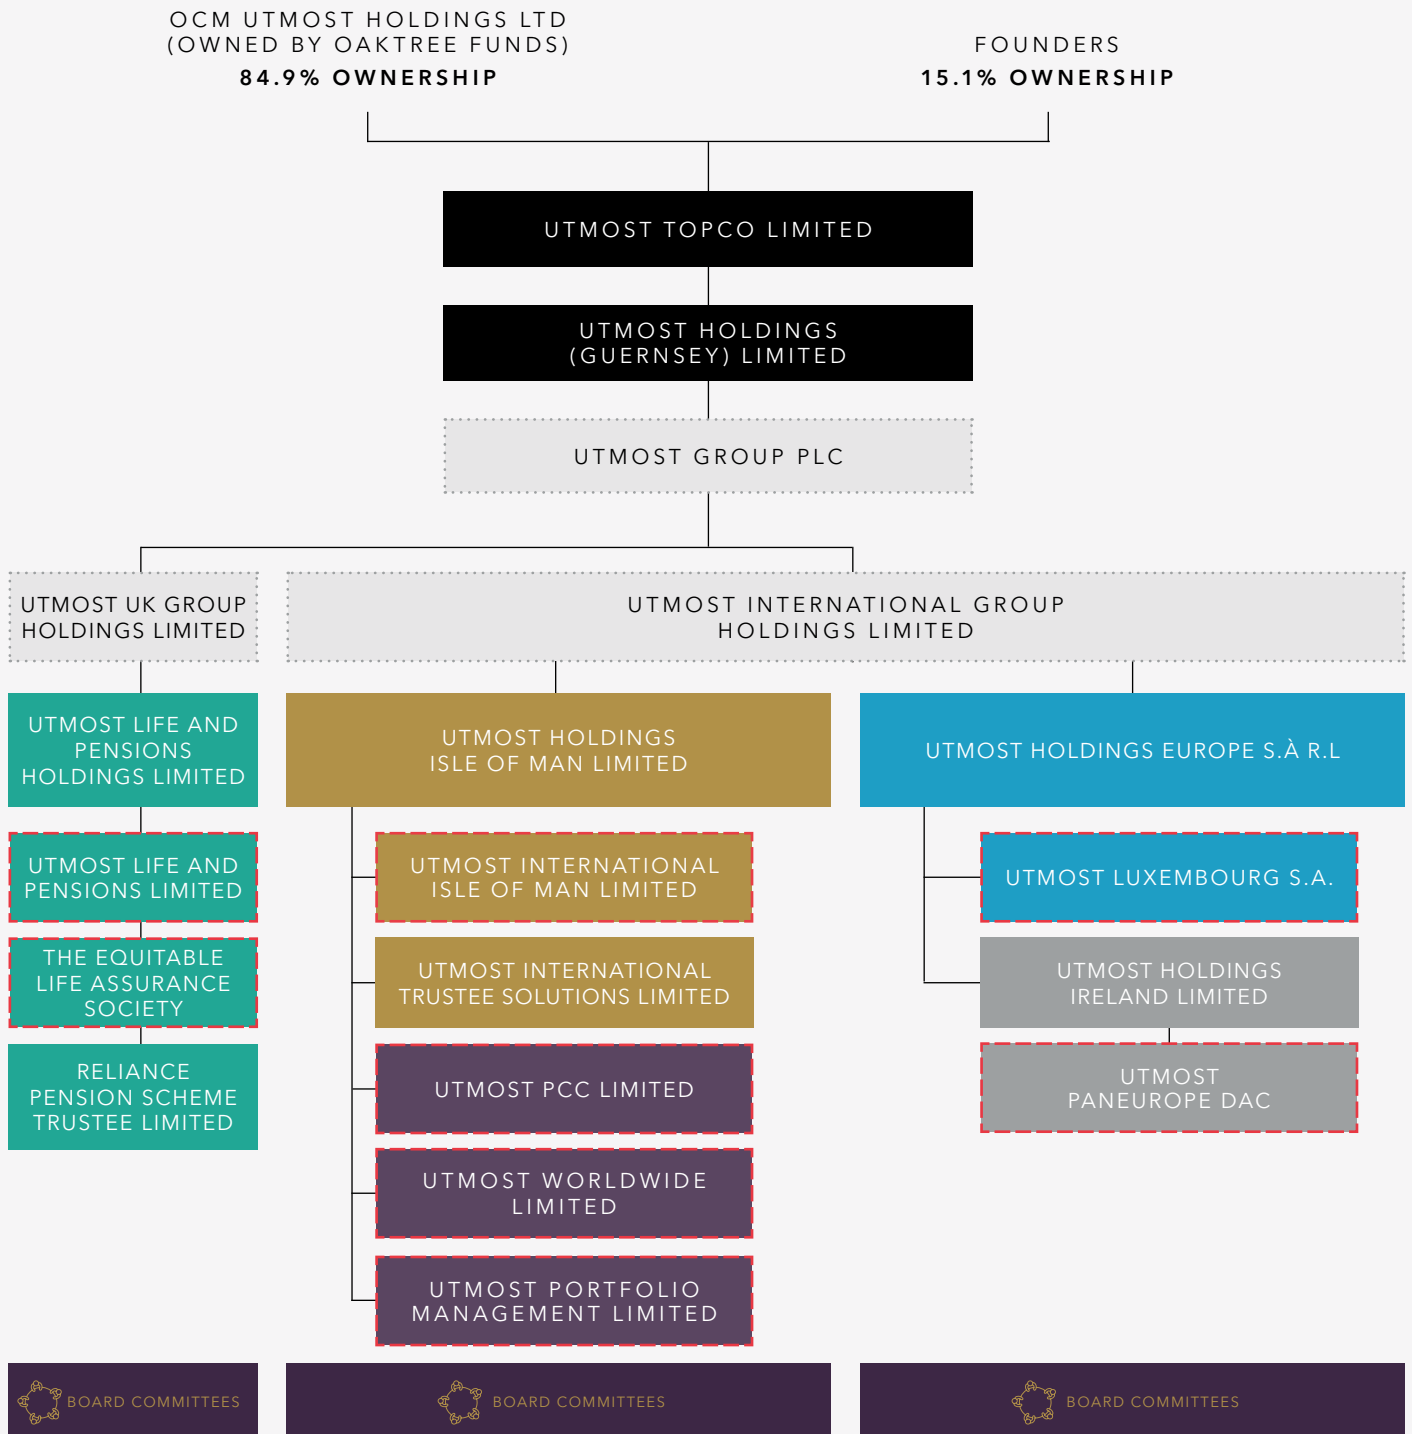 OCM UTMOST HOLDINGS LTD
(OWNED BY OAKTREE FUNDS)
84.9% OWNERSHIP
FOUNDERS
15.1% OWNERSHIP
UTMOST TOPCO LIMITED
UTMOST HOLDINGS
(GUERNSEY) LIMITED
UTMOST GROUP PLC
UTMOST UK GROUP
HOLDINGS LIMITED
UTMOST INTERNATIONAL GROUP
HOLDINGS LIMITED
UTMOST LIFE AND
PENSIONS
HOLDINGS LIMITED
UTMOST LIFE AND
PENSIONS LIMITED
THE EQUITABLE
LIFE ASSURANCE
SOCIETY
RELIANCE
PENSION SCHEME
TRUSTEE LIMITED
UTMOST HOLDINGS
ISLE OF MAN LIMITED
UTMOST INTERNATIONAL
ISLE OF MAN LIMITED
UTMOST INTERNATIONAL
TRUSTEE SOLUTIONS LIMITED
UTMOST PCC LIMITED
UTMOST WORLDWIDE
LIMITED
UTMOST PORTFOLIO
MANAGEMENT LIMITED
UTMOST HOLDINGS EUROPE S.À R.L
UTMOST LUXEMBOURG S.A.
UTMOST HOLDINGS
IRELAND LIMITED
UTMOST
PANEUROPE DAC
BOARD COMMITTEES
BOARD COMMITTEES
BOARD COMMITTEES